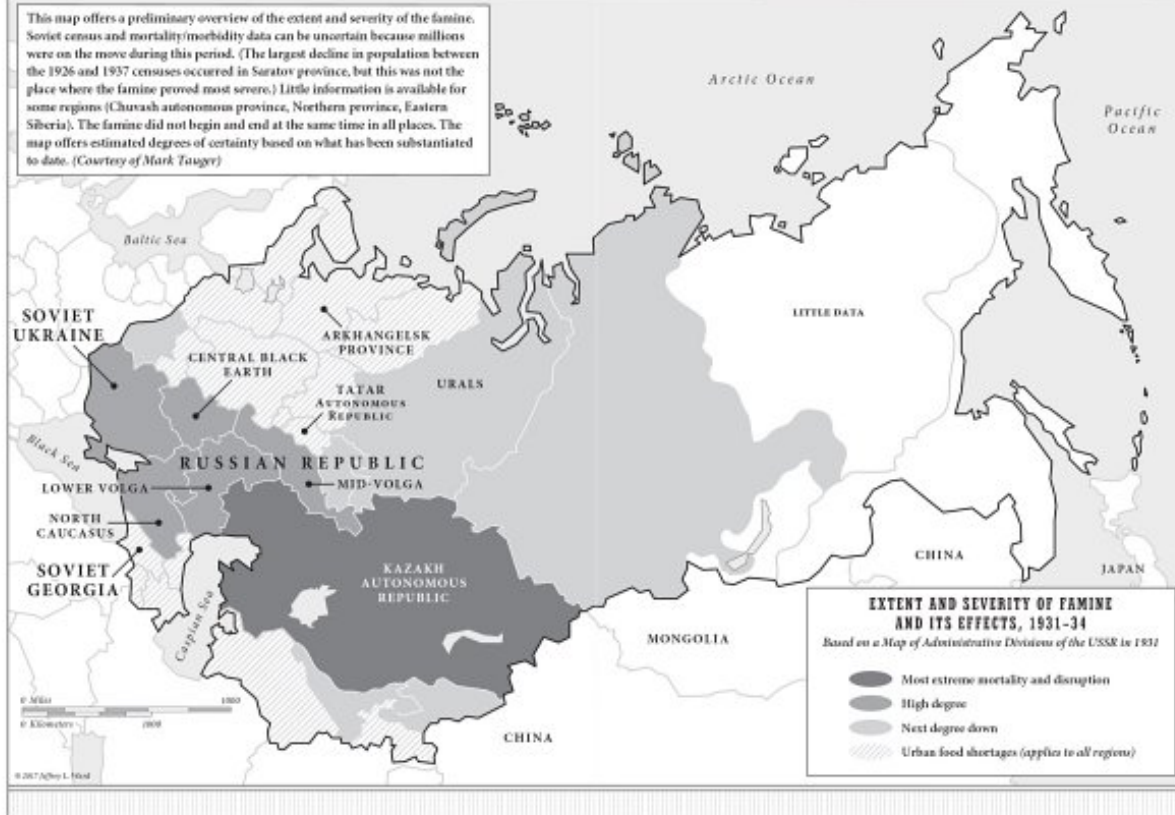 This map offers a preliminary overview of the extent and severity of the famine.
Soviet census and mortality/morbidity data can be uncertain because millions
were on the move during this period. (The largest decline in population between
the 1926 and 1937 censuses occurred in Saratov province, but this was not the
place where the famine proved most severe.) Little information is available for
some regions (Chuvash autonomous province, Northern province, Eastern
Siberia). The famine did not begin and end at the same time in all places. The
map offers estimated degrees of certainty based on what has been substantiated
to date. (Courtesy of Mark Tauger)
Arctic Ocean
Pacific
Ocean
Baltic Sea
SOVIET
UKRAINE
ARKHANGELSK
PROVINCE
LITTLE DATA
CENTRAL BLACK
EARTH
URALS
TATAR
AUTONOMOUS
REPUBLIC
Black Sea
RUSSIAN REPUBLIC
LOWER VOLGA
MID-VOLGA
NORTH
CAUCASUS
SOVIET
GEORGIA
KAZAKH
AUTONOMOUS
REPUBLIC
Caspian Sea
CHINA
JAPAN
MONGOLIA
CHINA
EXTENT AND SEVERITY OF FAMINE
AND ITS EFFECTS, 1931–34
Based on a Map of Administrative Divisions of the USSR in 1931
Most extreme mortality and disruption
High degree
Next degree down
Urban food shortages (applies to all regions)
0 Miles 1000
0 Kilometers 1000
© 2017 Jeffrey L. Ward